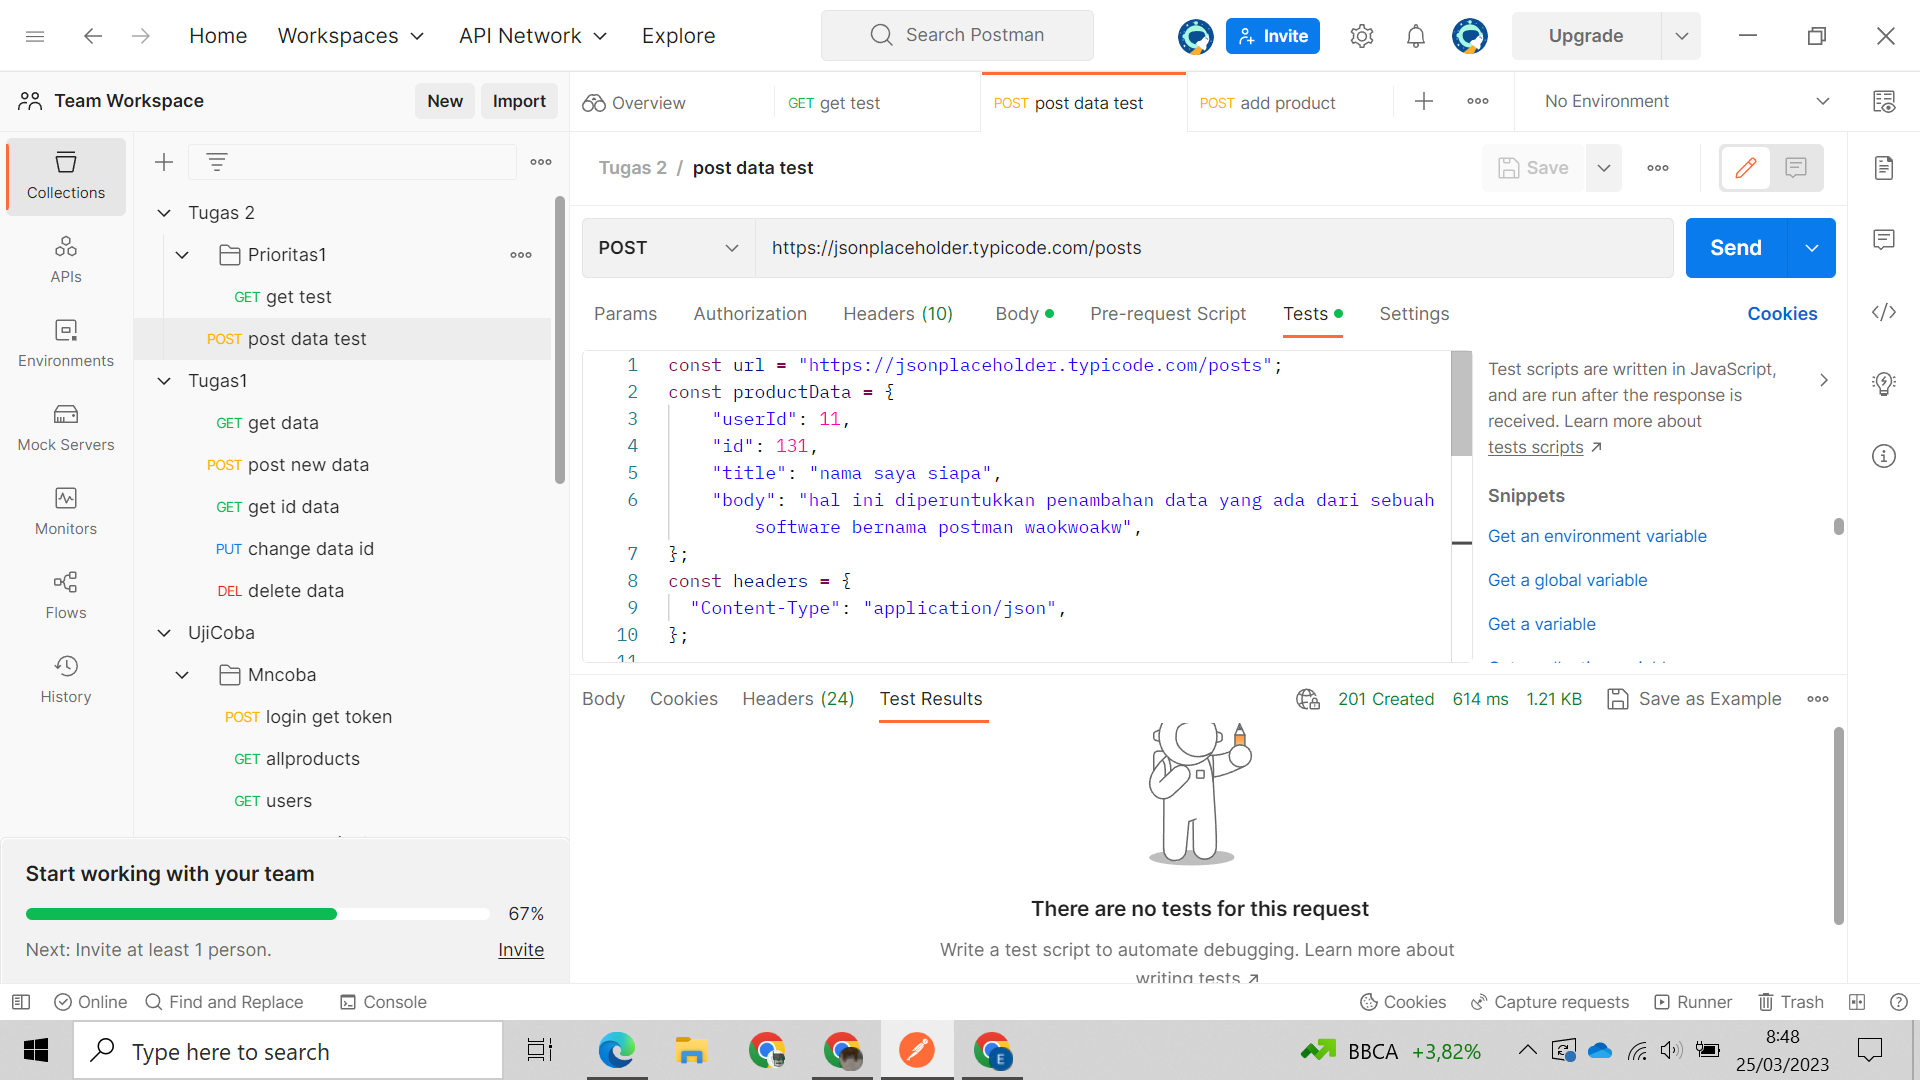 Home
Workspaces
API Network
Explore
Search Postman
Invite
Upgrade
Team Workspace
New
Import
Overview
GET get test
POST post data test
POST add product
No Environment
Collections
APIs
Environments
Mock Servers
Monitors
Flows
History
Tugas 2
Prioritas1
GET get test
POST post data test
Tugas1
GET get data
POST post new data
GET get id data
PUT change data id
DEL delete data
UjiCoba
Mncoba
POST login get token
GET allproducts
GET users
Start working with your team
67%
Next: Invite at least 1 person.
Invite
Tugas 2 / post data test
Save
POST
https://jsonplaceholder.typicode.com/posts
Send
Params
Authorization
Headers (10)
Body
Pre-request Script
Tests
Settings
Cookies
1 const url = "https://jsonplaceholder.typicode.com/posts";
2 const productData = {
3 "userId": 11,
4 "id": 131,
5 "title": "nama saya siapa",
6 "body": "hal ini diperuntukkan penambahan data yang ada dari sebuah
software bernama postman waokwoakw",
7 };
8 const headers = {
9 "Content-Type": "application/json",
10 };
11
Test scripts are written in JavaScript,
and are run after the response is
received. Learn more about
tests scripts ↗
Snippets
Get an environment variable
Get a global variable
Get a variable
Body
Cookies
Headers (24)
Test Results
201 Created
614 ms
1.21 KB
Save as Example
There are no tests for this request
Write a test script to automate debugging. Learn more about
writing tests ↗
Online
Find and Replace
Console
Cookies
Capture requests
Runner
Trash
Type here to search
E
BBCA +3,82%
8:48
25/03/2023